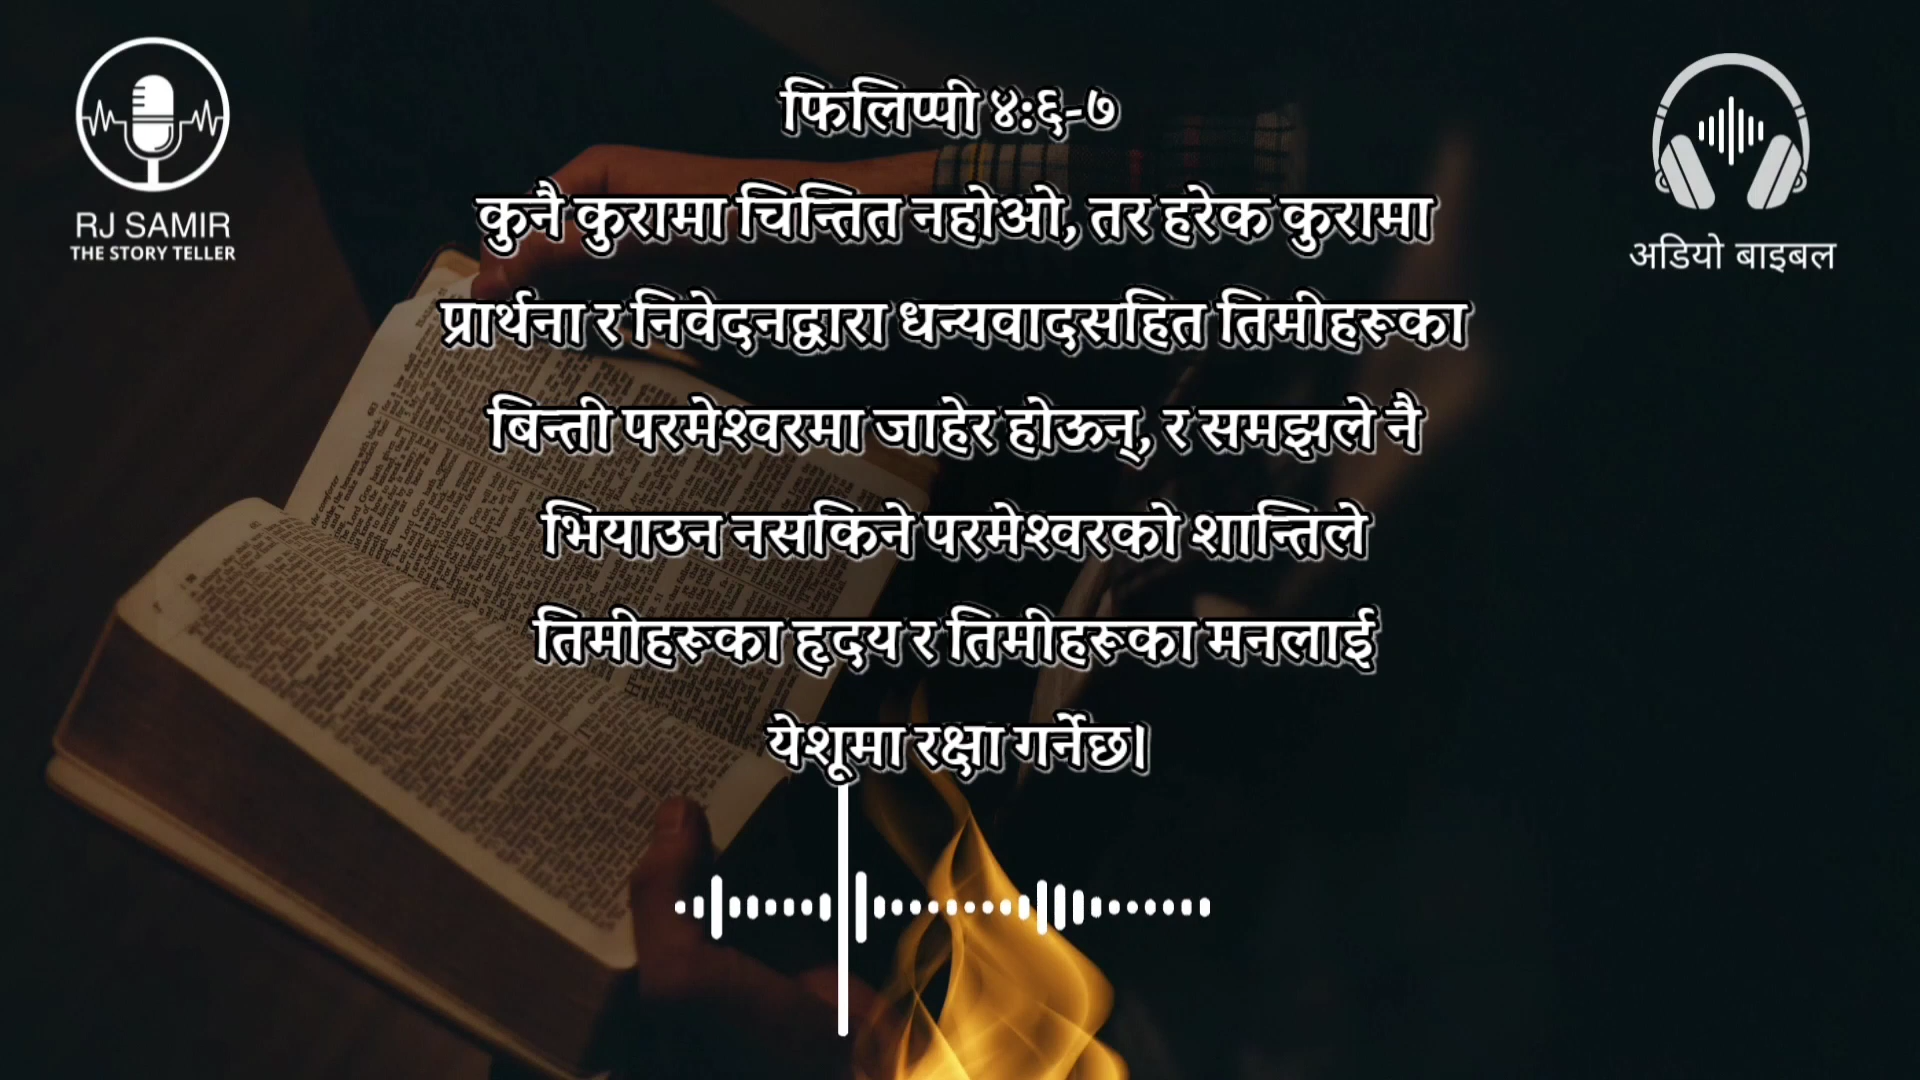 RJ SAMIR
THE STORY TELLER
अडियो बाइबल
फिलिप्पी ४:६-७
कुनै कुरामा चिन्तित नहोओ, तर हरेक कुरामा
प्रार्थना र निवेदनद्वारा धन्यवादसहित तिमीहरूका
बिन्ती परमेश्वरमा जाहेर होऊन्, र समझले नै
भियाउन नसकिने परमेश्वरको शान्तिले
तिमीहरूका हृदय र तिमीहरूका मनलाई
येशूमा रक्षा गर्नेछ।